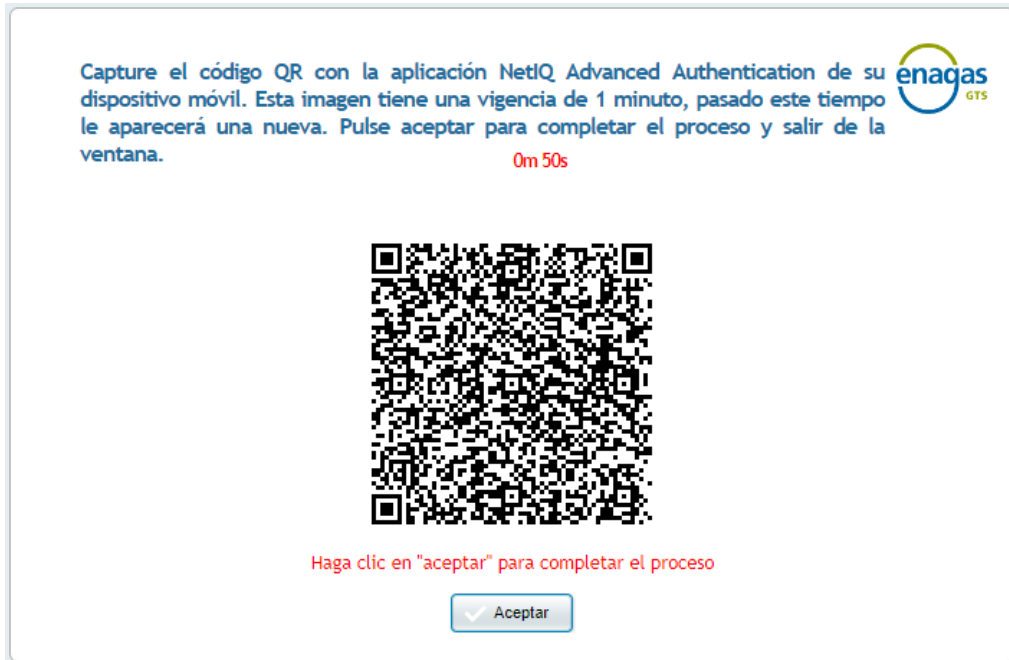 Capture el código QR con la aplicación NetIQ Advanced Authentication de su
dispositivo móvil. Esta imagen tiene una vigencia de 1 minuto, pasado este tiempo
le aparecerá una nueva. Pulse aceptar para completar el proceso y salir de la
ventana.
enagas
GTS
0m 50s
Haga clic en "aceptar" para completar el proceso
Aceptar